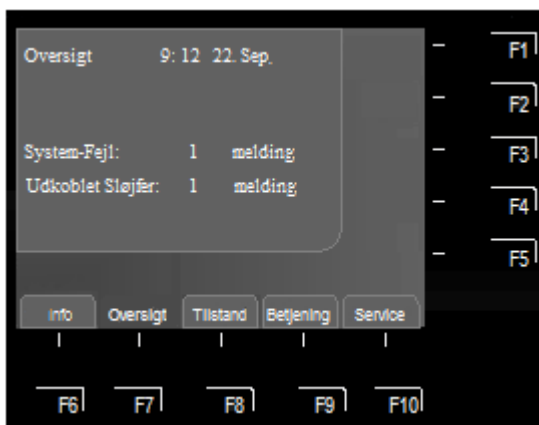 Oversigt 9:12 22. Sep.
System-Fejl: 1 melding
Udkoblet Sløjfer: 1 melding
Info Oversigt Tilstand Betjening Service
F1
F2
F3
F4
F5
F6 F7 F8 F9 F10